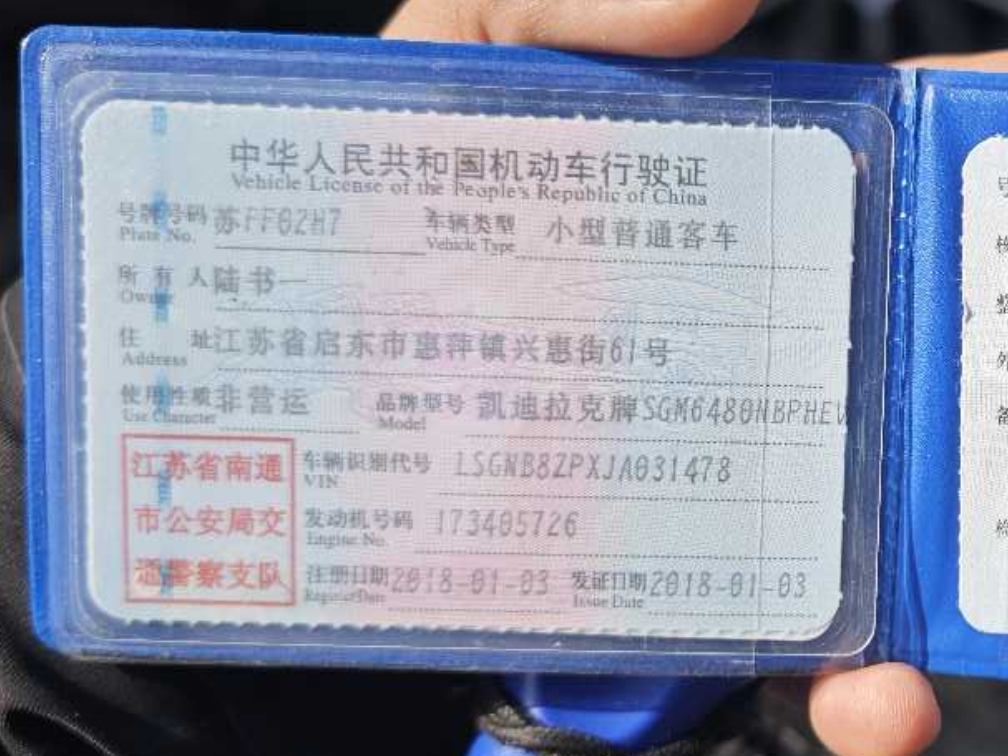 中华人民共和国机动车行驶证
Vehicle License of the People's Republic of China
号牌号码 苏FF02H7 车辆类型 小型普通客车
Plate No. Vehicle Type
所有人 陆书一
Owner
住址 江苏省启东市惠萍镇兴惠街61号
Address
使用性质 非营运 品牌型号 凯迪拉克牌SGM6480NBPHEV
Use Character Model
江苏省南通
市公安局交
通警察支队
车辆识别代号 LSGNB8ZPXJA031478
VIN
发动机号码 173405726
Engine No.
注册日期 2018-01-03 发证日期 2018-01-03
Register Date Issue Date